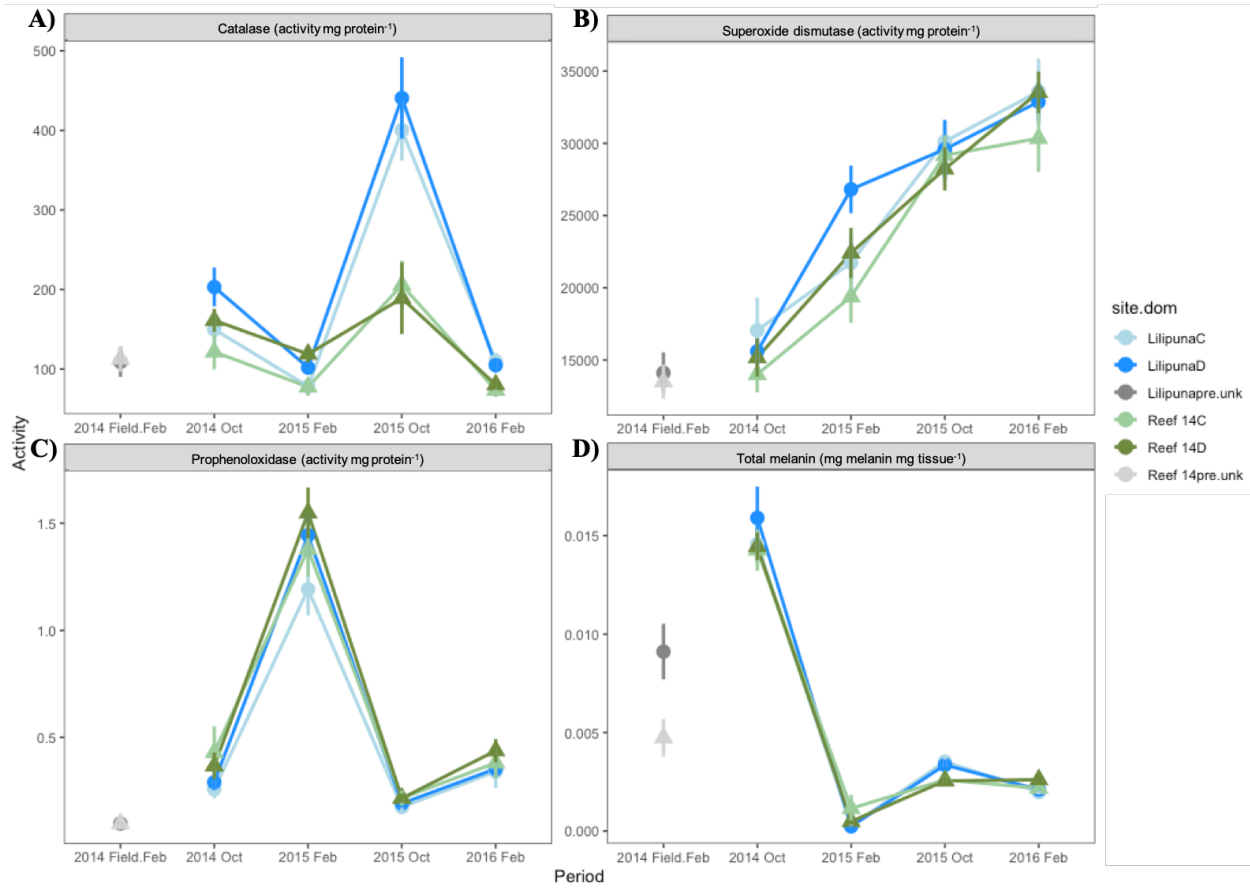 A)
Catalase (activity mg protein⁻¹)
500
400
300
200
100
2014 Field.Feb 2014 Oct 2015 Feb 2015 Oct 2016 Feb
B)
Superoxide dismutase (activity mg protein⁻¹)
35000
30000
25000
20000
15000
2014 Field.Feb 2014 Oct 2015 Feb 2015 Oct 2016 Feb
C)
Prophenoloxidase (activity mg protein⁻¹)
1.5
1.0
0.5
2014 Field.Feb 2014 Oct 2015 Feb 2015 Oct 2016 Feb
D)
Total melanin (mg melanin mg tissue⁻¹)
0.015
0.010
0.005
0.000
2014 Field.Feb 2014 Oct 2015 Feb 2015 Oct 2016 Feb
Activity
Period
site.dom
LilipunaC
LilipunaD
Lilipunapre.unk
Reef 14C
Reef 14D
Reef 14pre.unk